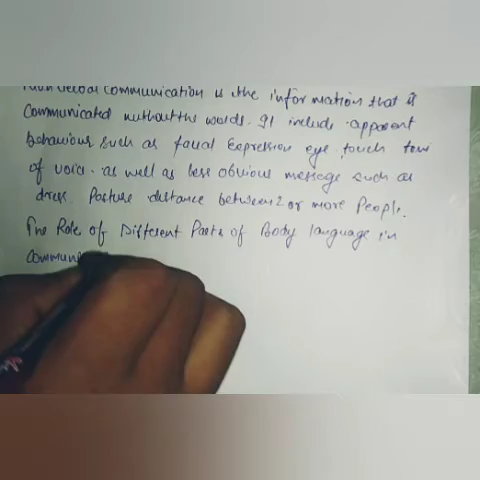 verbal communication is the information that is
communicated without the words. It include apparent
behaviours such as facial Expression eye touch tone
of voice. as well as less obvious message such as
dress. Posture distance between 2 or more People.
The Role of Different Parts of Body language in
commun